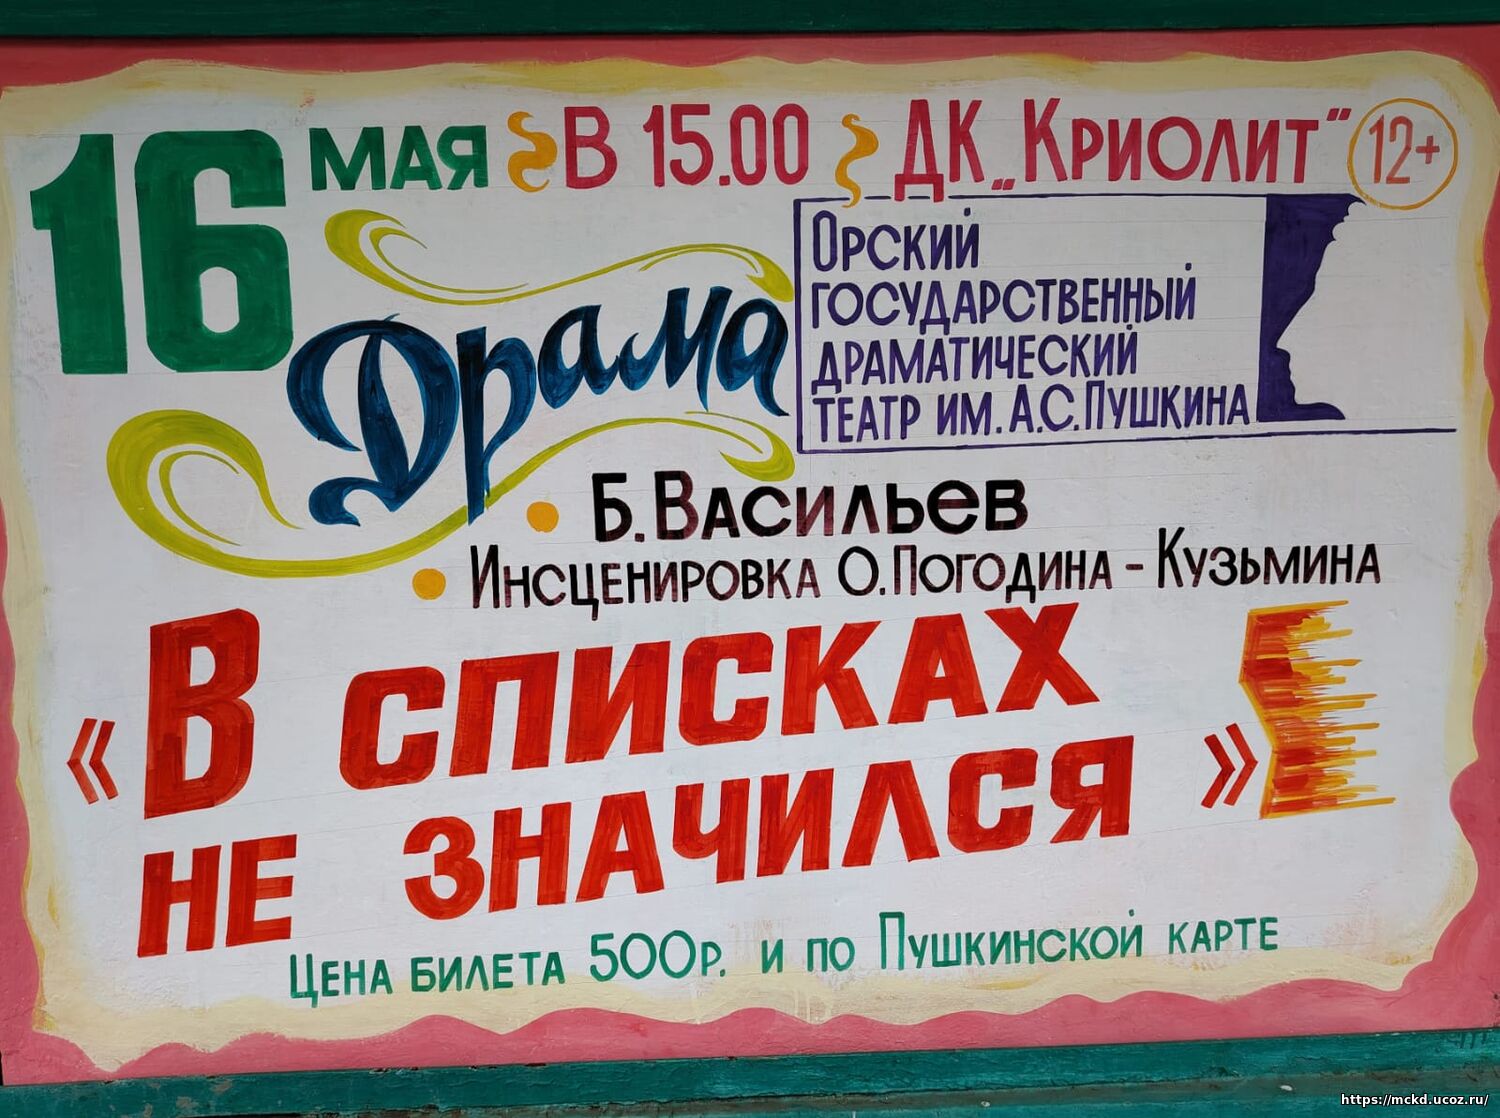 16 МАЯ В 15.00 ДК „Криолит" 12+
Драма
Орский
государственный
драматический
театр им. А.С.Пушкина
Б.Васильев
Инсценировка О.Погодина-Кузьмина
«В СПИСКАХ
НЕ ЗНАЧИЛСЯ»
Цена билета 500р. и по Пушкинской карте
https://mckd.ucoz.ru/